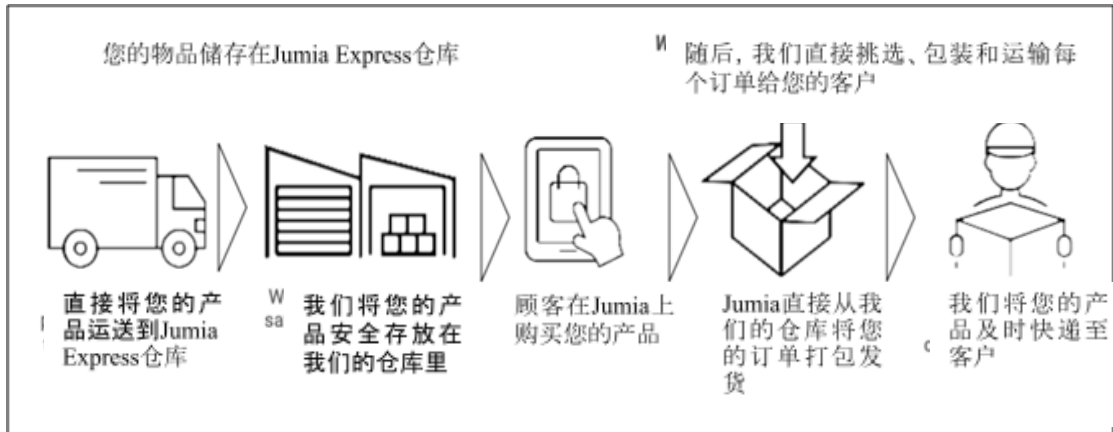 您的物品储存在Jumia Express仓库
W
随后，我们直接挑选、包装和运输每
个订单给您的客户
直接将您的产
品运送到Jumia
Express仓库
W
sa
我们将您的产
品安全存放在
我们的仓库里
顾客在Jumia上
购买您的产品
Jumia直接从我
们的仓库将您
的订单打包发
货
我们将您的产
品及时快递至
客户